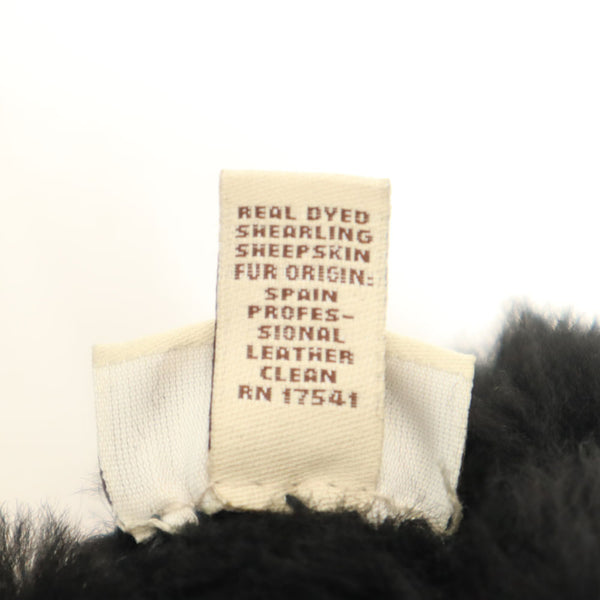 REAL DYED
SHEARLING
SHEEPSKIN
FUR ORIGIN:
SPAIN
PROFES-
SIONAL
LEATHER
CLEAN
RN 17541